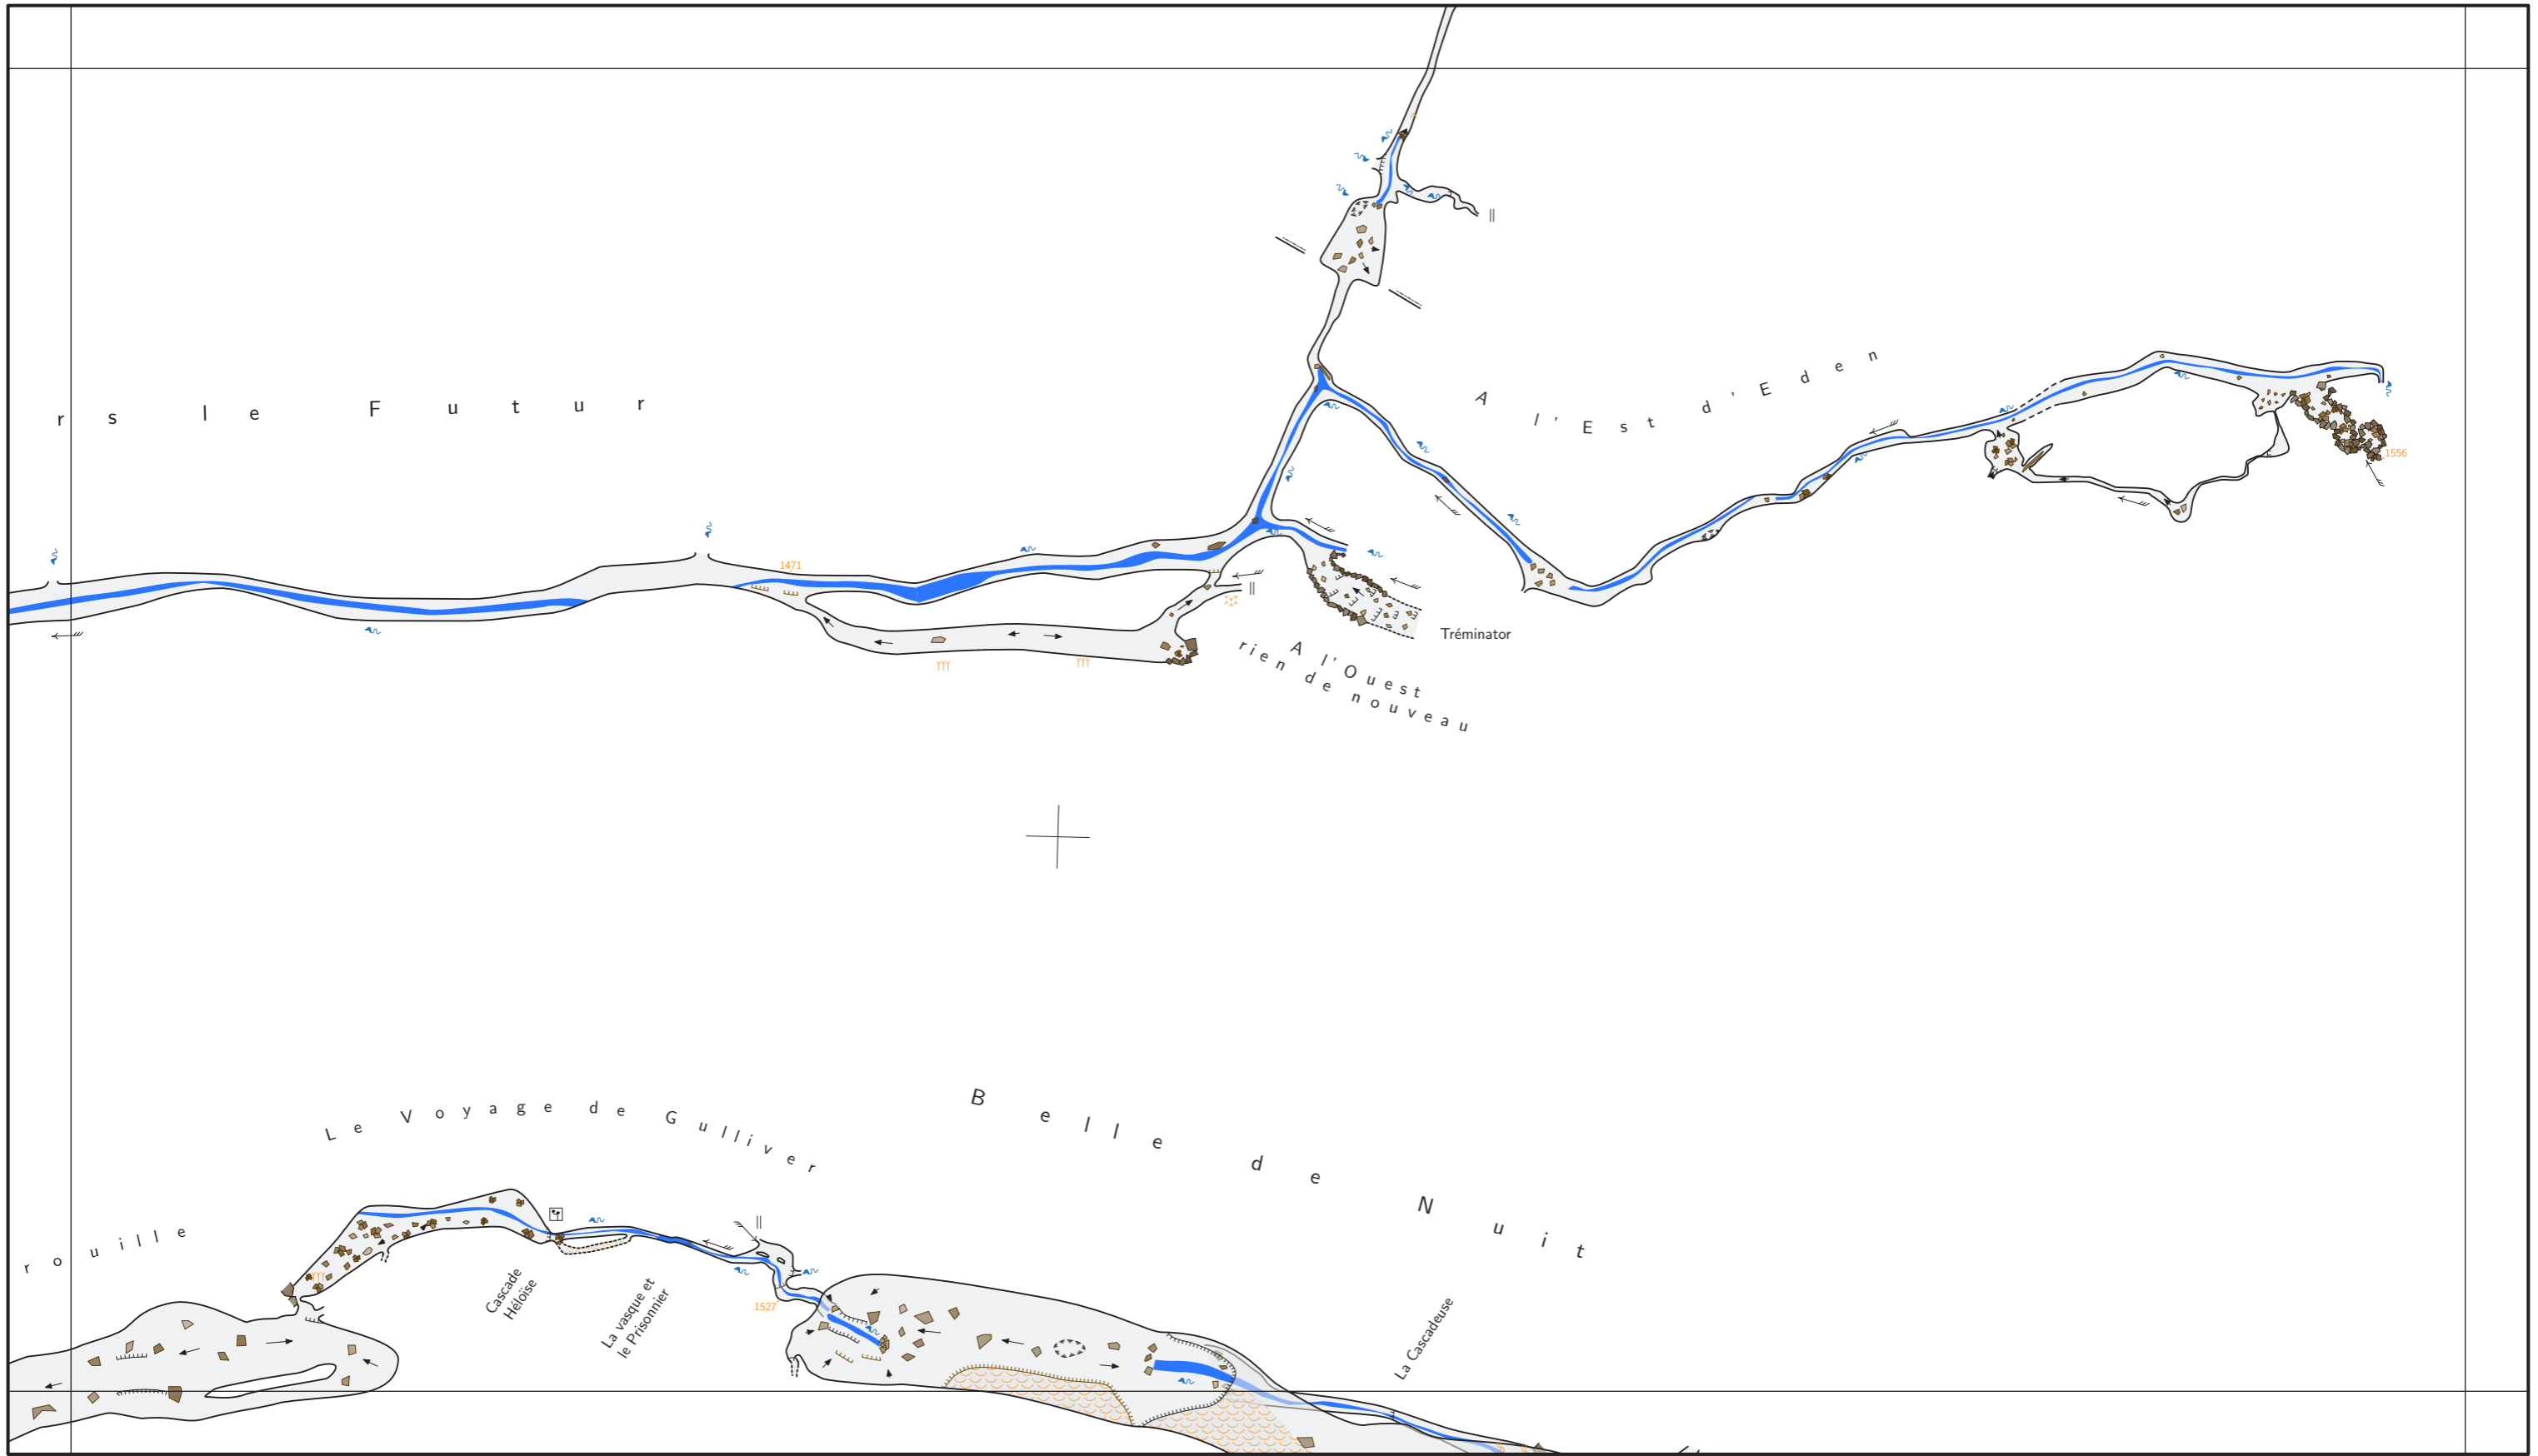 A l'Est d'Eden
rs le Futur
1556
1471
Tréminator
A l'Ouest
rien de nouveau
Belle de Nuit
Le Voyage de Gulliver
rouille
Cascade
Héloïse
La vasque et
le Prisonnier
1527
La Cascadeuse